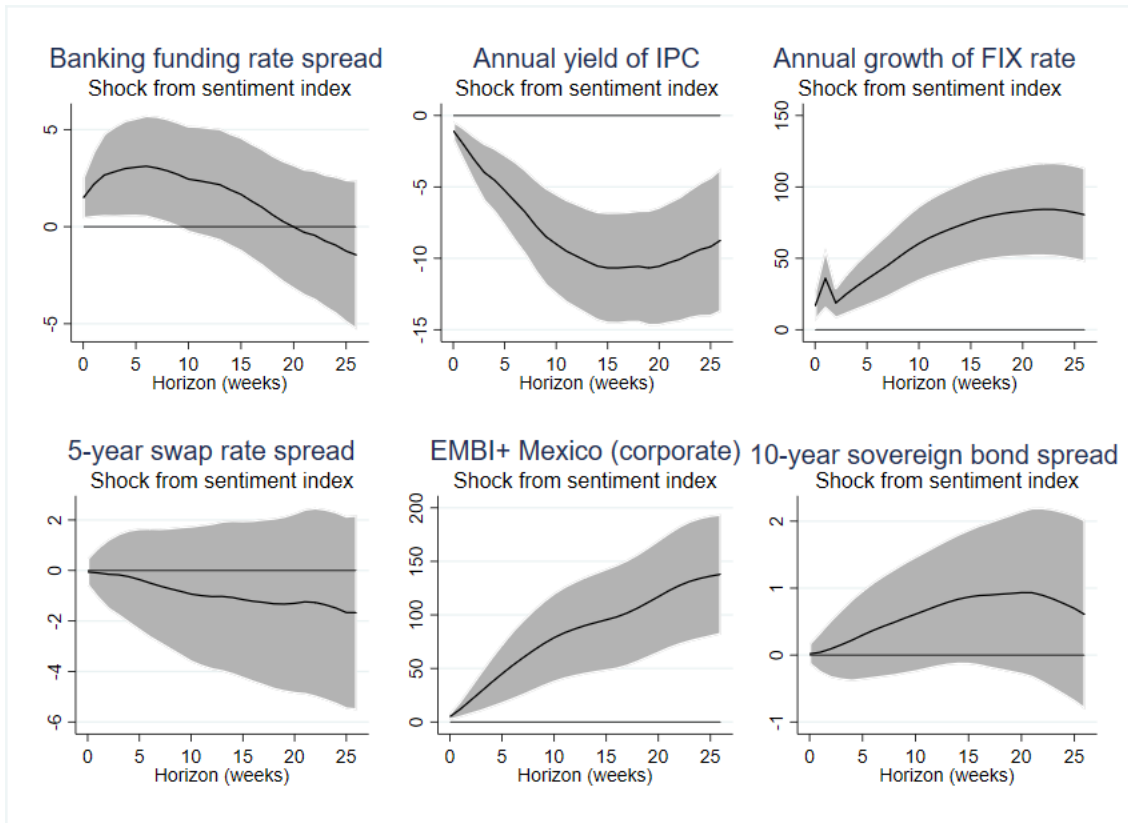 Banking funding rate spread
Shock from sentiment index
5
0
-5
0 5 10 15 20 25
Horizon (weeks)
Annual yield of IPC
Shock from sentiment index
0
-5
-10
-15
0 5 10 15 20 25
Horizon (weeks)
Annual growth of FIX rate
Shock from sentiment index
150
100
50
0
0 5 10 15 20 25
Horizon (weeks)
5-year swap rate spread
Shock from sentiment index
2
0
-2
-4
-6
0 5 10 15 20 25
Horizon (weeks)
EMBI+ Mexico (corporate)
Shock from sentiment index
200
150
100
50
0
0 5 10 15 20 25
Horizon (weeks)
10-year sovereign bond spread
Shock from sentiment index
2
1
0
-1
0 5 10 15 20 25
Horizon (weeks)